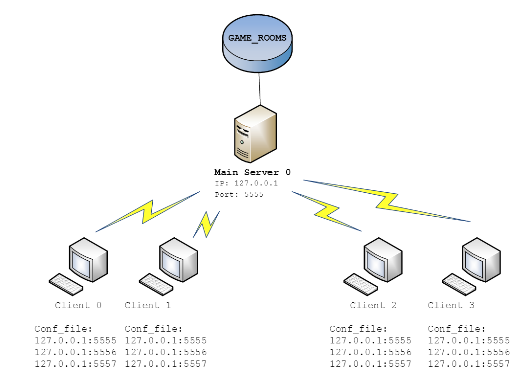 GAME_ROOMS
Main Server 0
IP: 127.0.0.1
Port: 5555
Client 0
Client 1
Client 2
Client 3
Conf_file:
127.0.0.1:5555
127.0.0.1:5556
127.0.0.1:5557
Conf_file:
127.0.0.1:5555
127.0.0.1:5556
127.0.0.1:5557
Conf_file:
127.0.0.1:5555
127.0.0.1:5556
127.0.0.1:5557
Conf_file:
127.0.0.1:5555
127.0.0.1:5556
127.0.0.1:5557